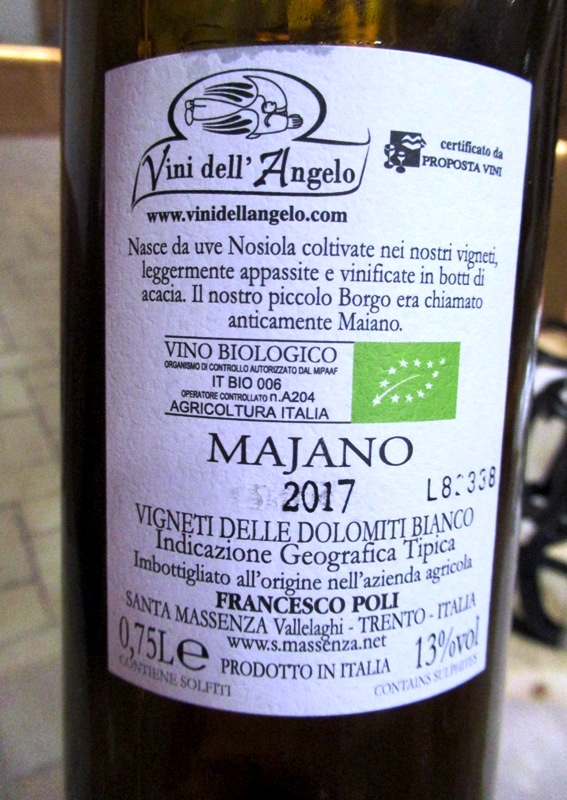 Vini dell'Angelo
certificato da
PROPOSTA VINI
www.vinidellangelo.com
Nasce da uve Nosiola coltivate nei nostri vigneti,
leggermente appassite e vinificate in botti di
acacia. Il nostro piccolo Borgo era chiamato
anticamente Maiano.
VINO BIOLOGICO
ORGANISMO DI CONTROLLO AUTORIZZATO DAL MIPAAF
IT BIO 006
OPERATORE CONTROLLATO n.A204
AGRICOLTURA ITALIA
MAJANO
2017
VIGNETI DELLE DOLOMITI BIANCO
Indicazione Geografica Tipica
Imbottigliato all'origine nell'azienda agricola
FRANCESCO POLI
SANTA MASSENZA Vallelaghi - TRENTO - ITALIA
www.s.massenza.net
0,75L e PRODOTTO IN ITALIA 13%vol
CONTIENE SOLFITI CONTAINS SULPHITES